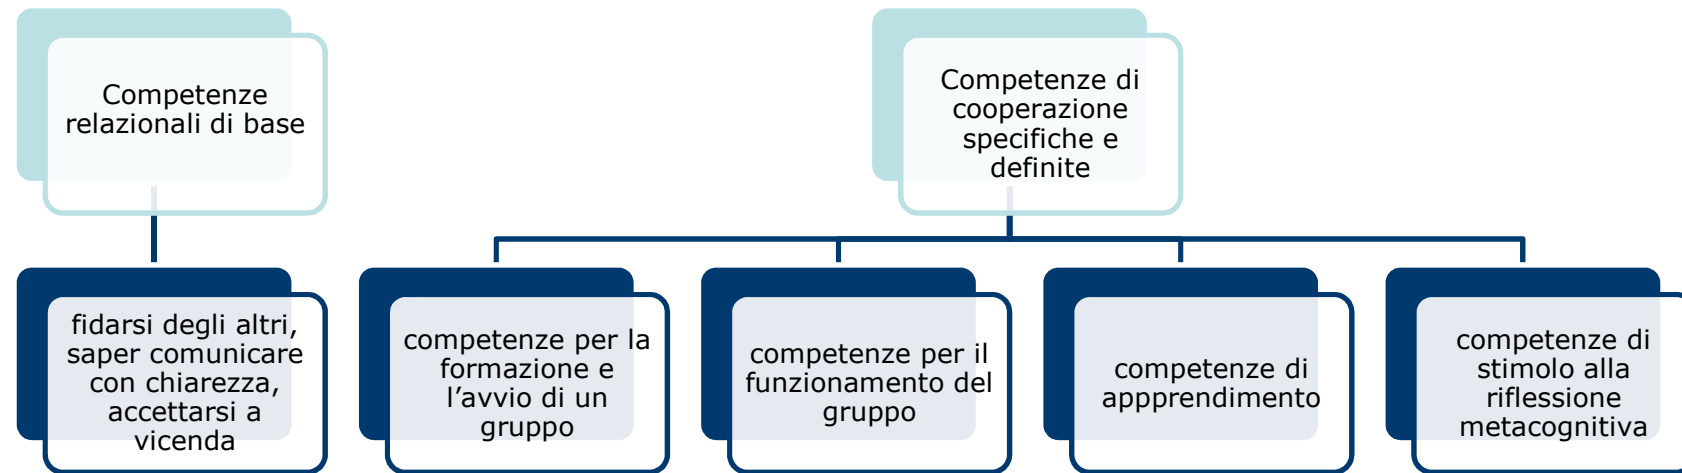 Competenze
relazionali di base
Competenze di
cooperazione
specifiche e
definite
fidarsi degli altri,
saper comunicare
con chiarezza,
accettarsi a
vicenda
competenze per la
formazione e
l’avvio di un
gruppo
competenze per il
funzionamento del
gruppo
competenze di
appprendimento
competenze di
stimolo alla
riflessione
metacognitiva